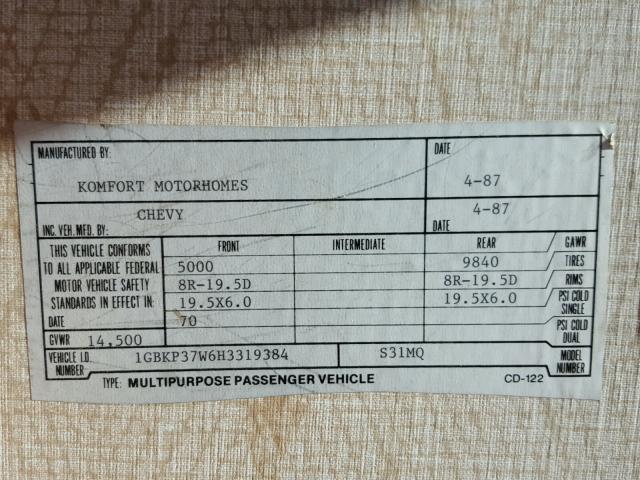 MANUFACTURED BY: DATE
KOMFORT MOTORHOMES 4-87
CHEVY 4-87
INC. VEH. MFD. BY: DATE
THIS VEHICLE CONFORMS FRONT INTERMEDIATE REAR GAWR
TO ALL APPLICABLE FEDERAL 5000 9840 TIRES
MOTOR VEHICLE SAFETY 8R-19.5D 8R-19.5D RIMS
STANDARDS IN EFFECT IN: 19.5X6.0 19.5X6.0 PSI COLD SINGLE
DATE 70 PSI COLD DUAL
GVWR 14,500
VEHICLE I.D. NUMBER 1GBKP37W6H3319384 S31MQ MODEL NUMBER
TYPE: MULTIPURPOSE PASSENGER VEHICLE CD-122